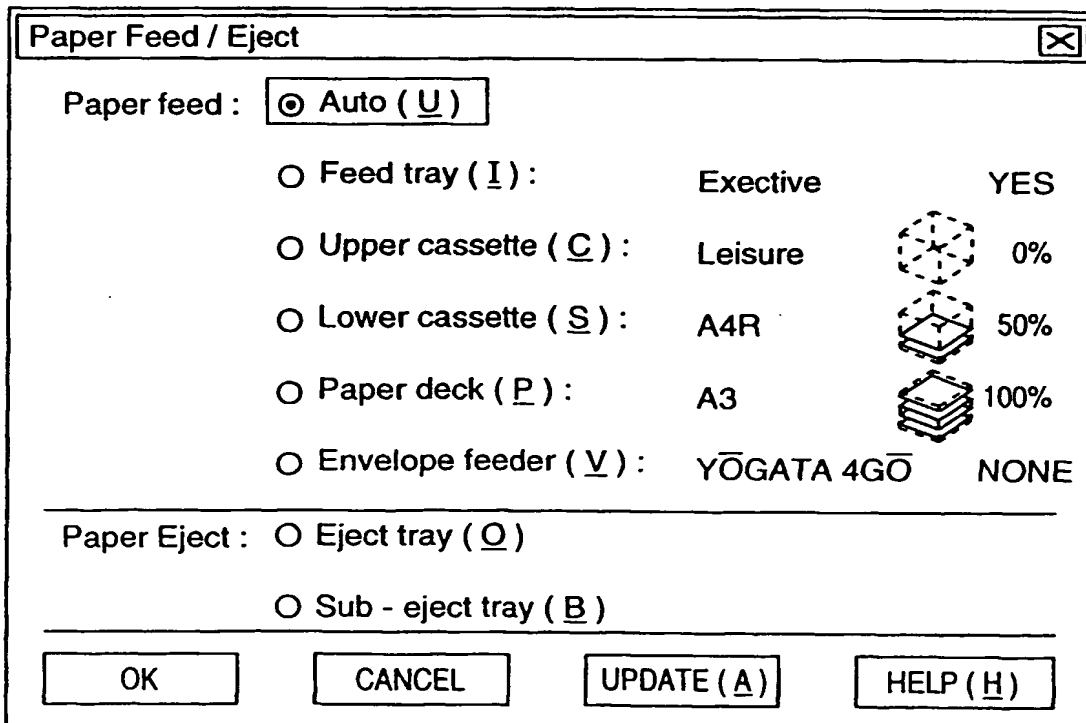 Paper Feed / Eject
Paper feed : Auto ( U )
Feed tray ( I ) : Exective YES
Upper cassette ( C ) : Leisure 0%
Lower cassette ( S ) : A4R 50%
Paper deck ( P ) : A3 100%
Envelope feeder ( V ) : YŌGATA 4GŌ NONE
Paper Eject : Eject tray ( O )
Sub - eject tray ( B )
OK CANCEL UPDATE ( A ) HELP ( H )